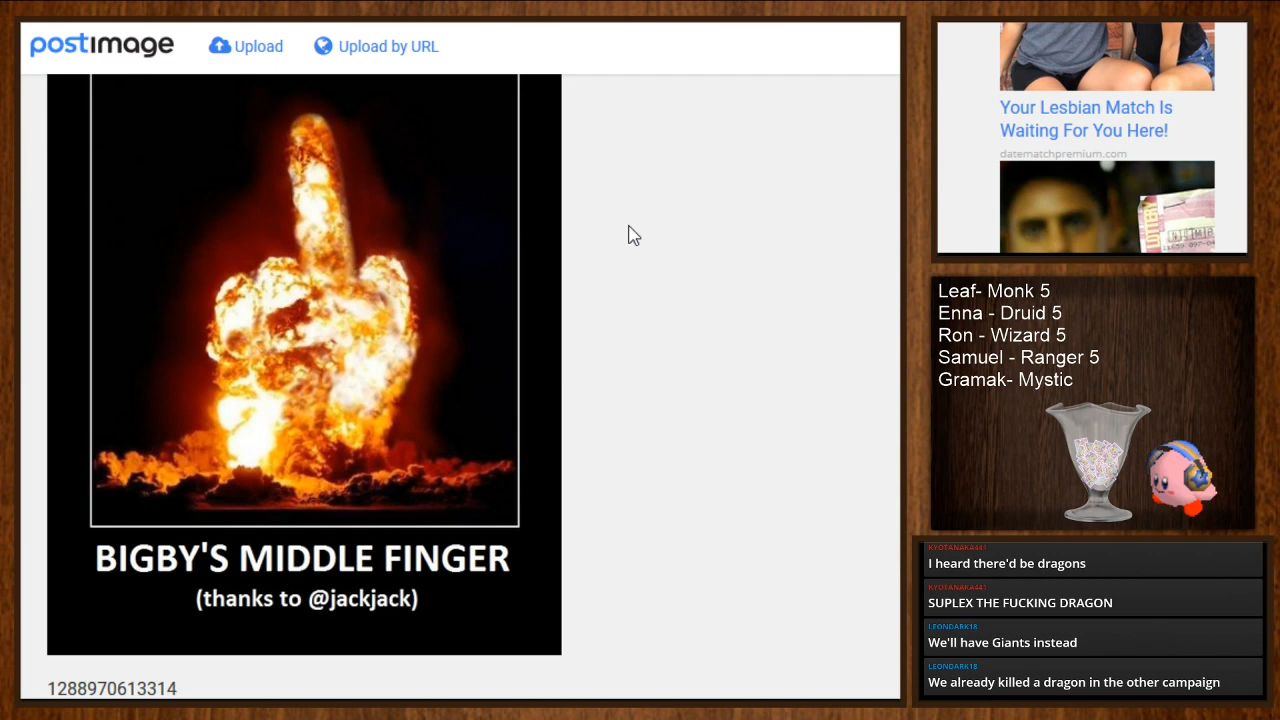 postimage
Upload
Upload by URL
BIGBY'S MIDDLE FINGER
(thanks to @jackjack)
1288970613314
Your Lesbian Match Is
Waiting For You Here!
datematchpremium.com
LOTTERY
Leaf- Monk 5
Enna - Druid 5
Ron - Wizard 5
Samuel - Ranger 5
Gramak- Mystic
KYOTANAKA441
I heard there'd be dragons
KYOTANAKA441
SUPLEX THE FUCKING DRAGON
LEONDARK18
We'll have Giants instead
LEONDARK18
We already killed a dragon in the other campaign